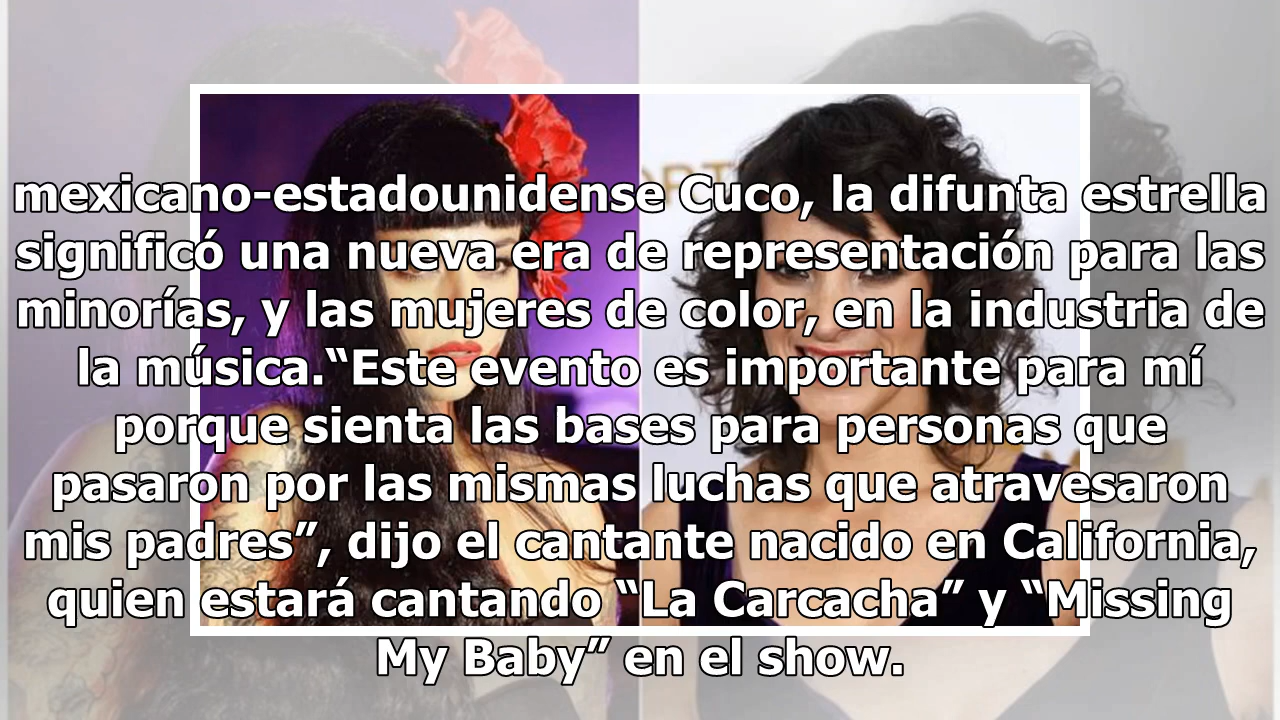 mexicano-estadounidense Cuco, la difunta estrella
significó una nueva era de representación para las
minorías, y las mujeres de color, en la industria de
la música.“Este evento es importante para mí
porque sienta las bases para personas que
pasaron por las mismas luchas que atravesaron
mis padres”, dijo el cantante nacido en California,
quien estará cantando “La Carcacha” y “Missing
My Baby” en el show.